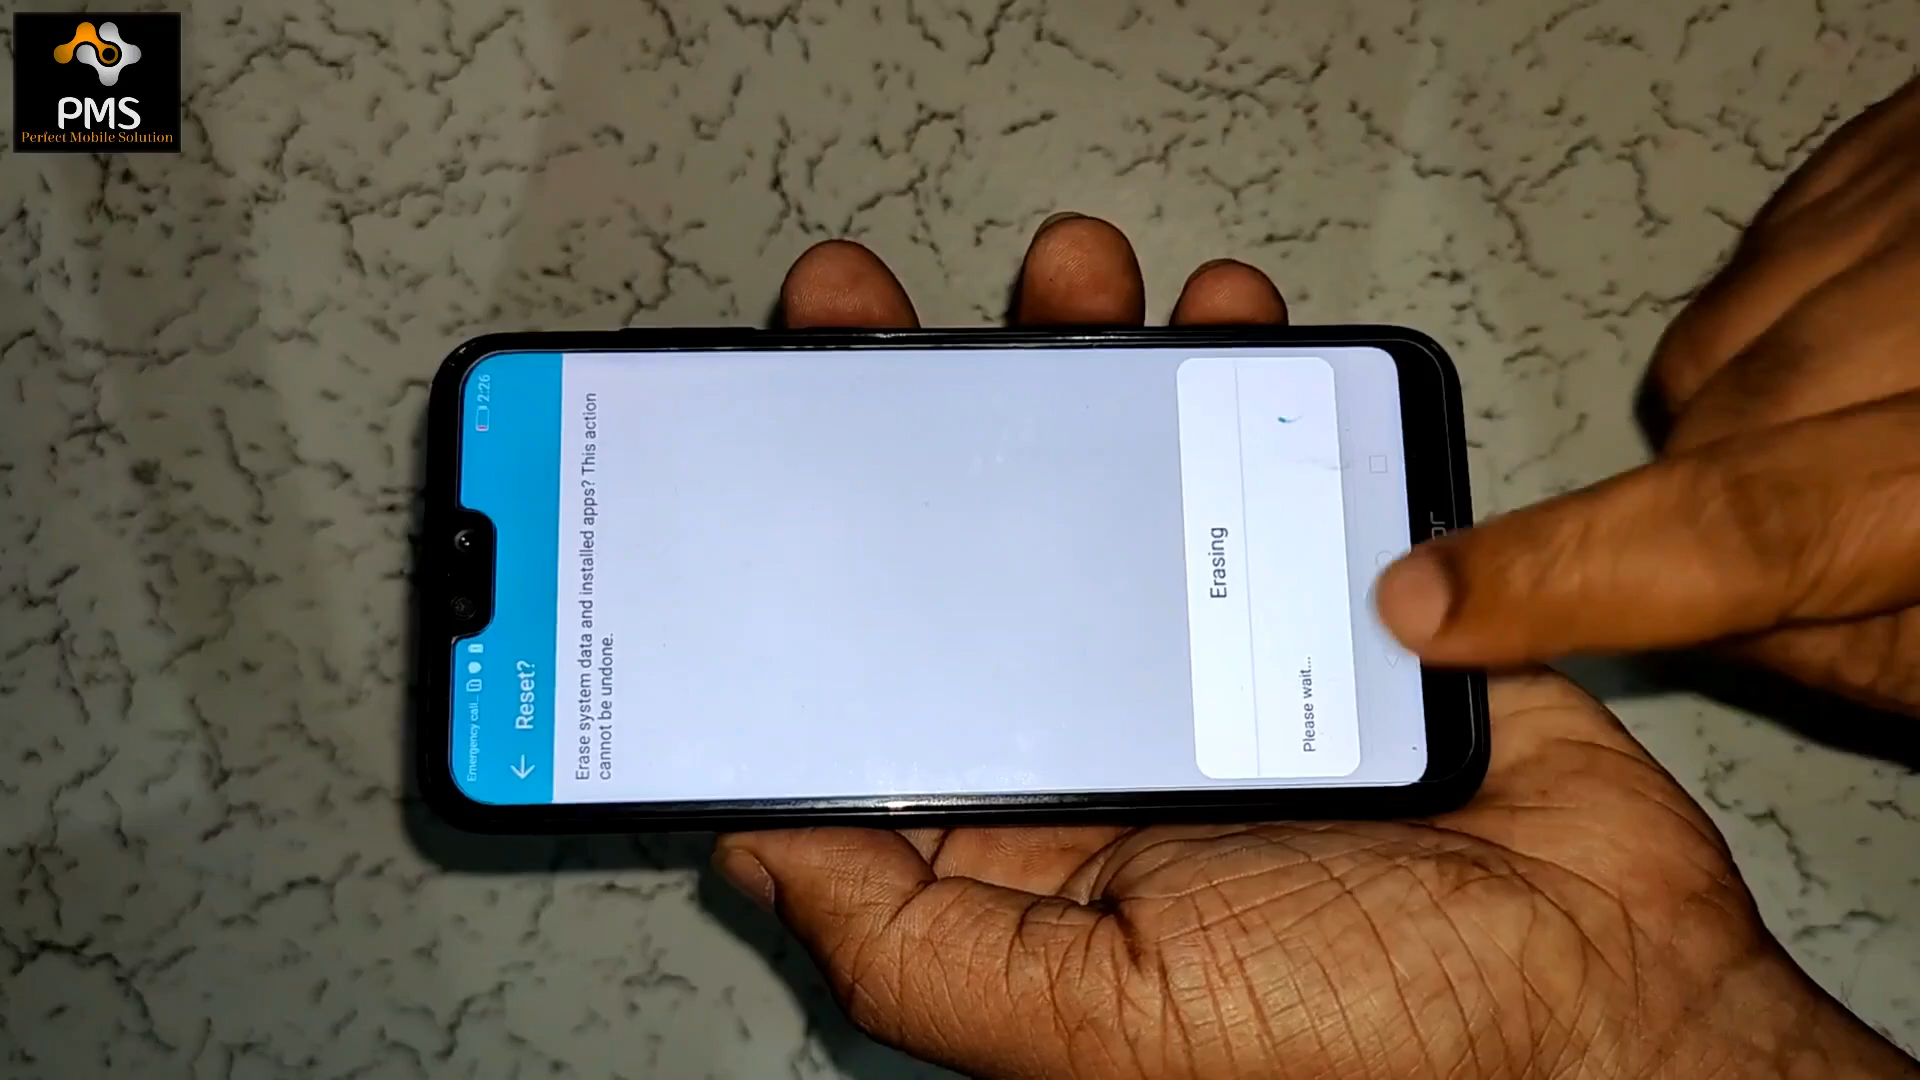 PMS
Perfect Mobile Solution
Emergency call...
2:26
Reset?
Erase system data and installed apps? This action
cannot be undone.
Erasing
Please wait...